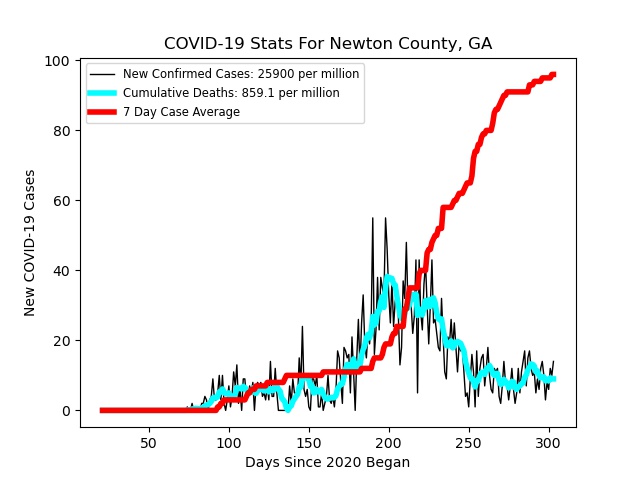 COVID-19 Stats For Newton County, GA
New Confirmed Cases: 25900 per million
Cumulative Deaths: 859.1 per million
7 Day Case Average
100
80
60
40
20
0
New COVID-19 Cases
50 100 150 200 250 300
Days Since 2020 Began